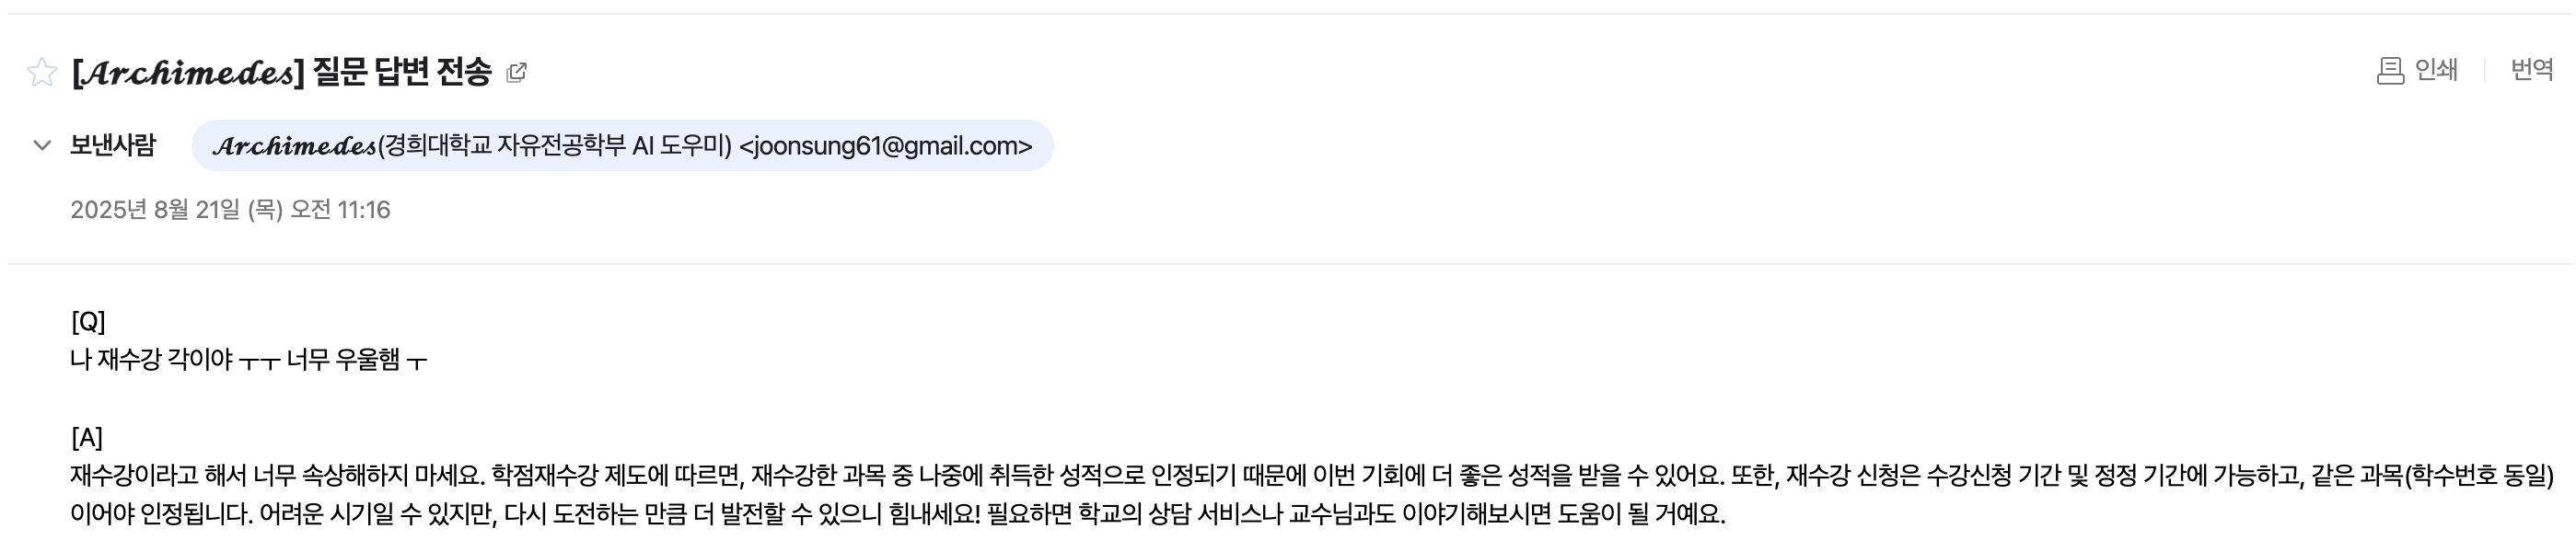 [𝓐𝓻𝓬𝓱𝓲𝓶𝓮𝓭𝓮𝓼] 질문 답변 전송
인쇄
번역
보낸사람 𝓐𝓻𝓬𝓱𝓲𝓶𝓮𝓭𝓮𝓼(경희대학교 자유전공학부 AI 도우미) <joonsung61@gmail.com>
2025년 8월 21일 (목) 오전 11:16
[Q]
나 재수강 각이야 ㅜㅜ 너무 우울햄 ㅜ
[A]
재수강이라고 해서 너무 속상해하지 마세요. 학점재수강 제도에 따르면, 재수강한 과목 중 나중에 취득한 성적으로 인정되기 때문에 이번 기회에 더 좋은 성적을 받을 수 있어요. 또한, 재수강 신청은 수강신청 기간 및 정정 기간에 가능하고, 같은 과목(학수번호 동일)
이어야 인정됩니다. 어려운 시기일 수 있지만, 다시 도전하는 만큼 더 발전할 수 있으니 힘내세요! 필요하면 학교의 상담 서비스나 교수님과도 이야기해보시면 도움이 될 거예요.